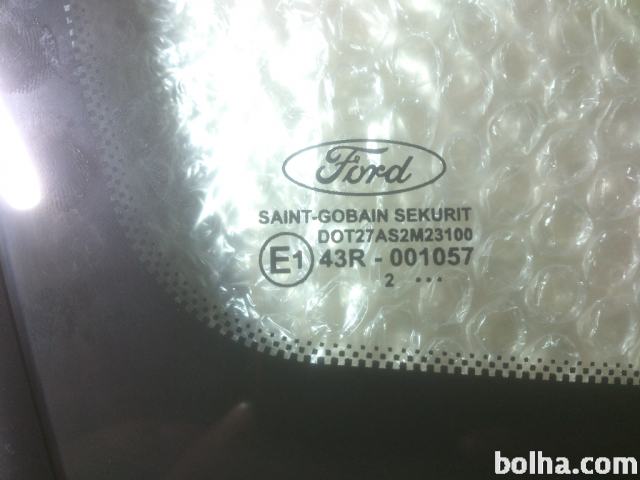 Ford
SAINT-GOBAIN SEKURIT
DOT27AS2M23100
E1 43R - 001057
2 ...
bolha.com